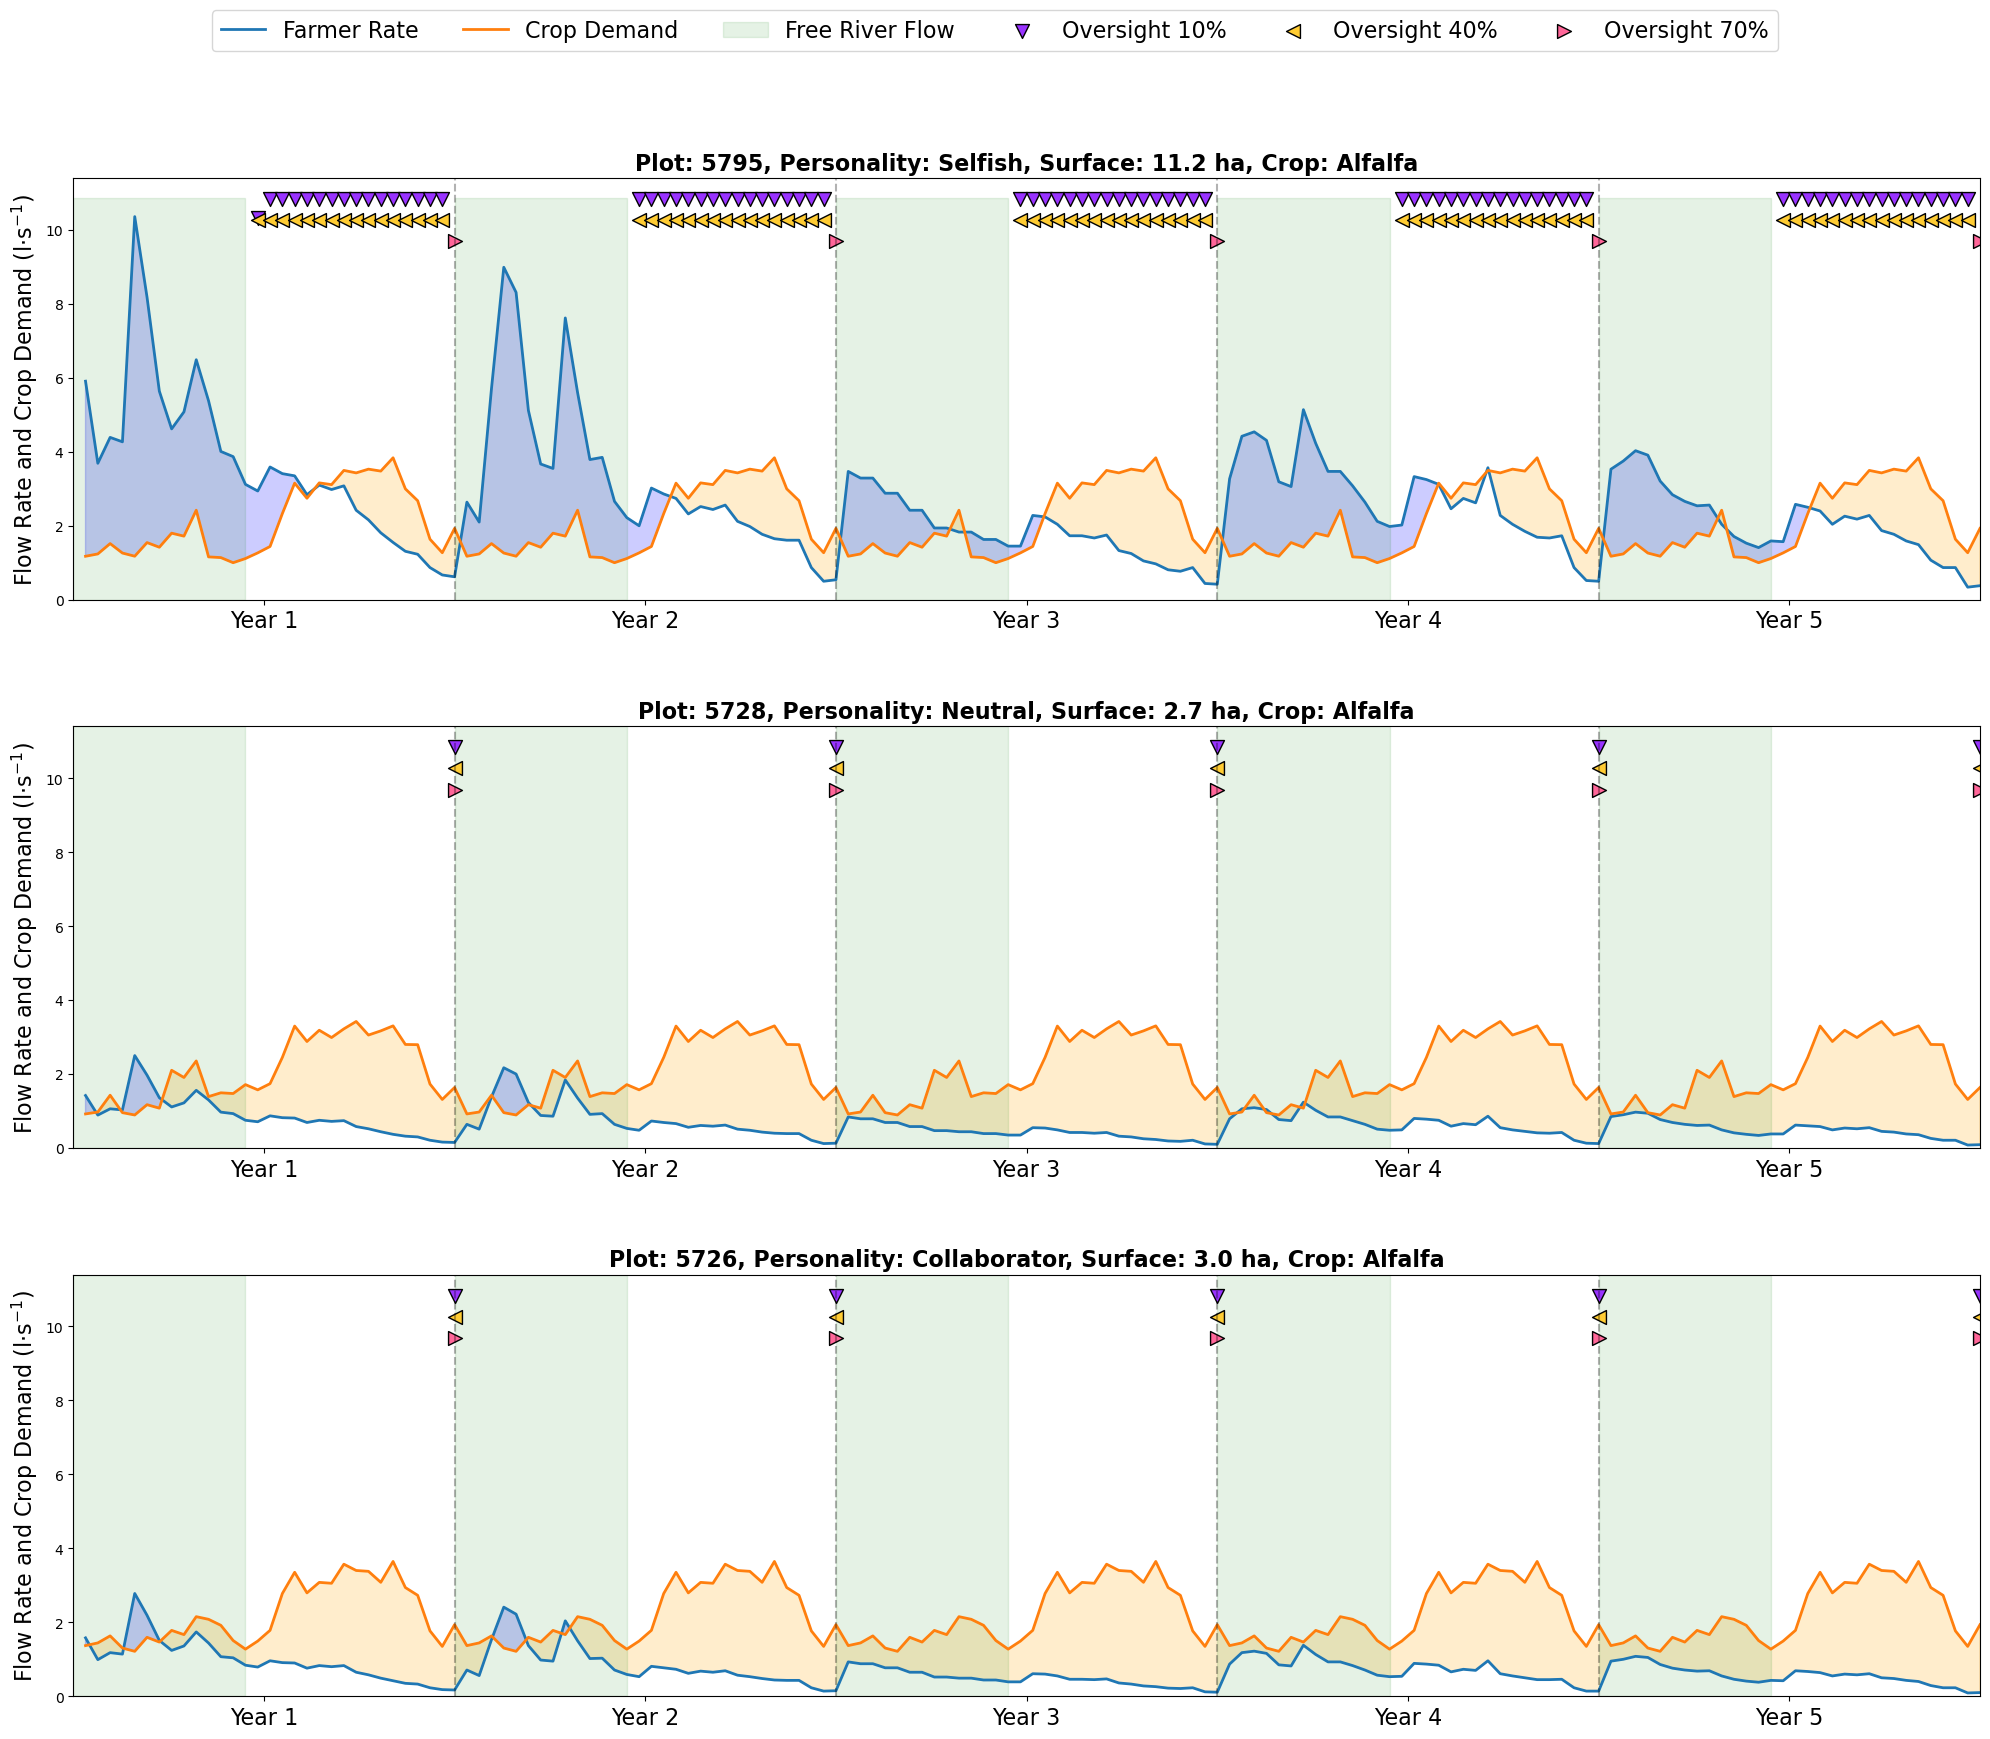 Farmer Rate Crop Demand Free River Flow Oversight 10% Oversight 40% Oversight 70%
Plot: 5795, Personality: Selfish, Surface: 11.2 ha, Crop: Alfalfa
Flow Rate and Crop Demand (l·s⁻¹)
10
8
6
4
2
0
Year 1 Year 2 Year 3 Year 4 Year 5
Plot: 5728, Personality: Neutral, Surface: 2.7 ha, Crop: Alfalfa
Flow Rate and Crop Demand (l·s⁻¹)
10
8
6
4
2
0
Year 1 Year 2 Year 3 Year 4 Year 5
Plot: 5726, Personality: Collaborator, Surface: 3.0 ha, Crop: Alfalfa
Flow Rate and Crop Demand (l·s⁻¹)
10
8
6
4
2
0
Year 1 Year 2 Year 3 Year 4 Year 5